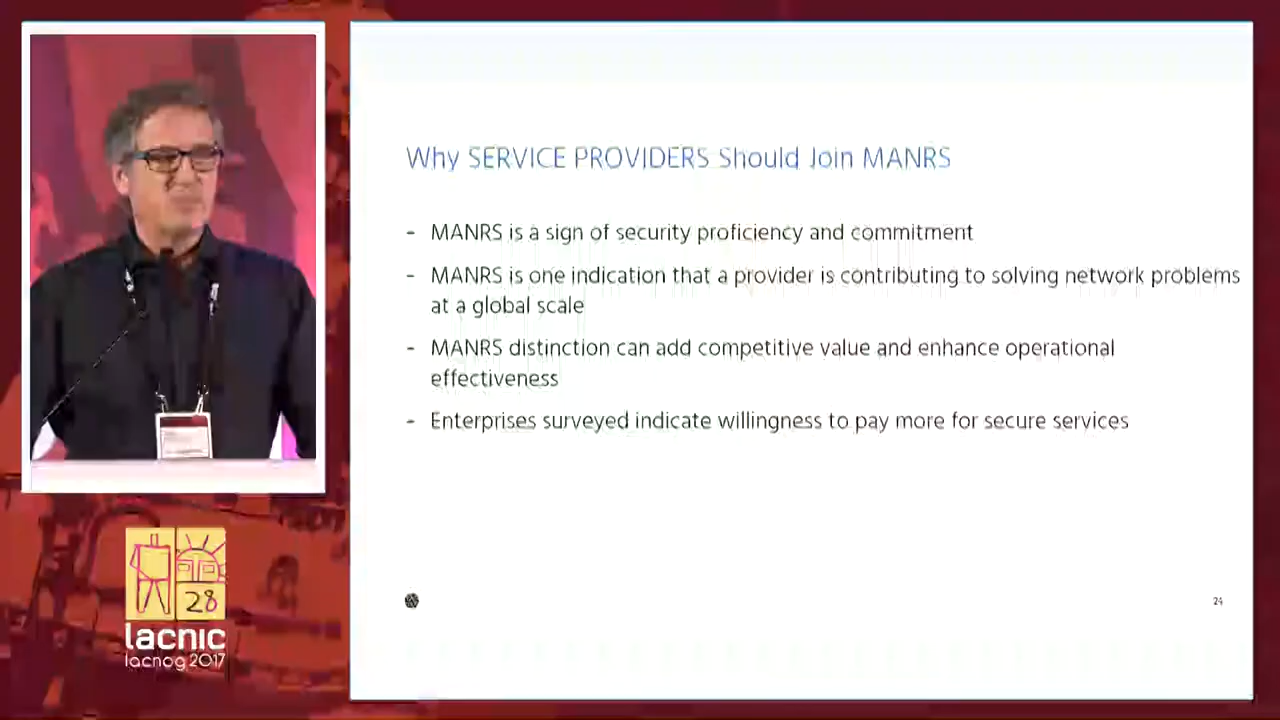 Why SERVICE PROVIDERS Should Join MANRS
- MANRS is a sign of security proficiency and commitment
- MANRS is one indication that a provider is contributing to solving network problems
at a global scale
- MANRS distinction can add competitive value and enhance operational
effectiveness
- Enterprises surveyed indicate willingness to pay more for secure services
24
28
lacnic
lacnog 2017